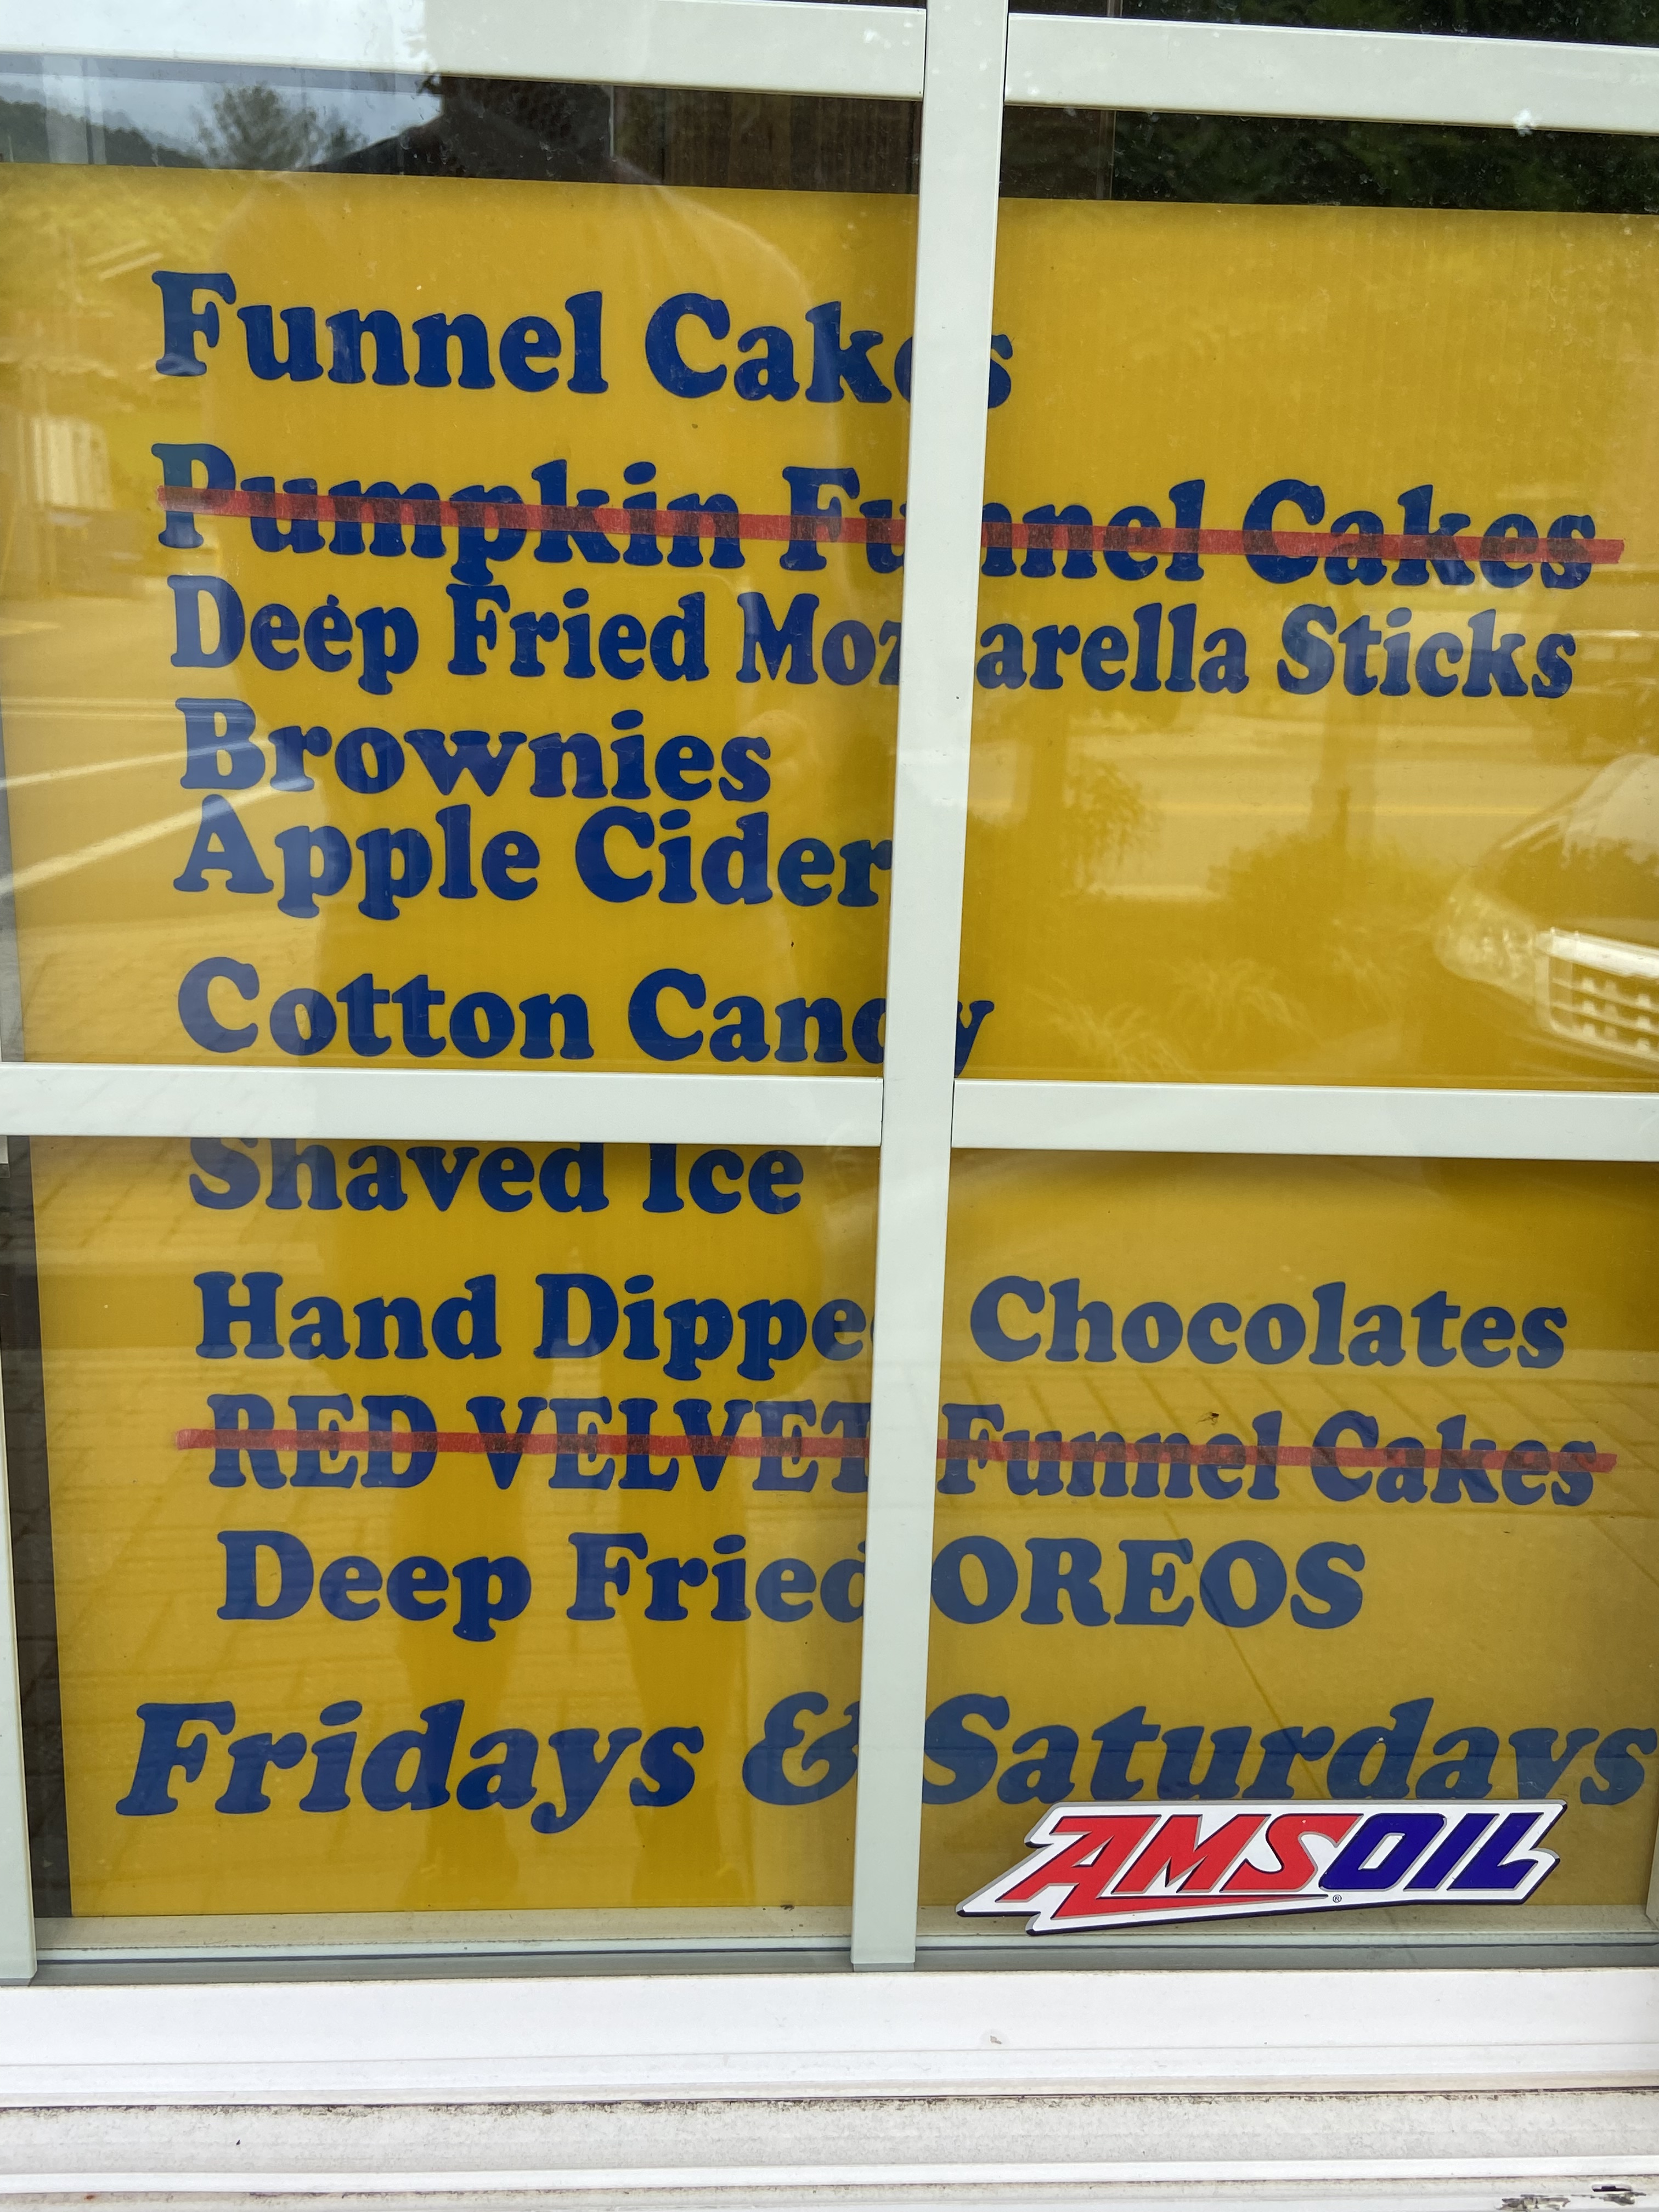 Funnel Cakes
Pumpkin Funnel Cakes
Deep Fried Mozzarella Sticks
Brownies
Apple Cider
Cotton Candy
Shaved Ice
Hand Dipped Chocolates
RED VELVET Funnel Cakes
Deep Fried OREOS
Fridays & Saturdays
AMSOIL®